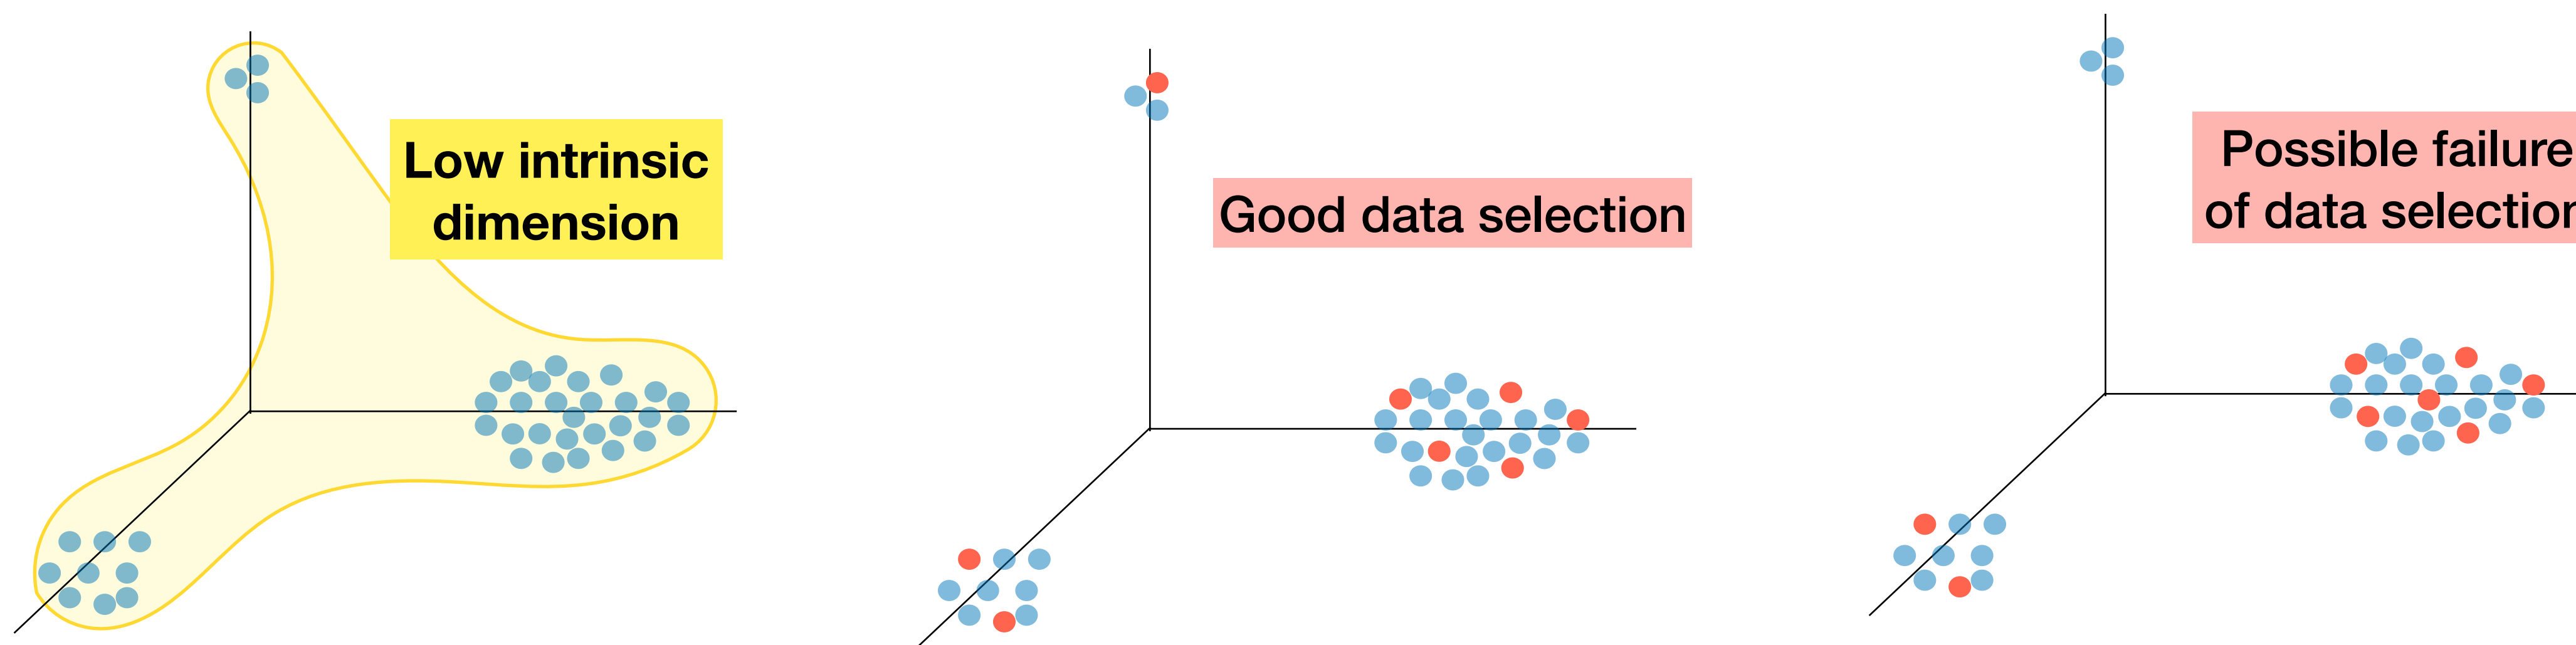 Low intrinsic
dimension
Good data selection
Possible failure
of data selection